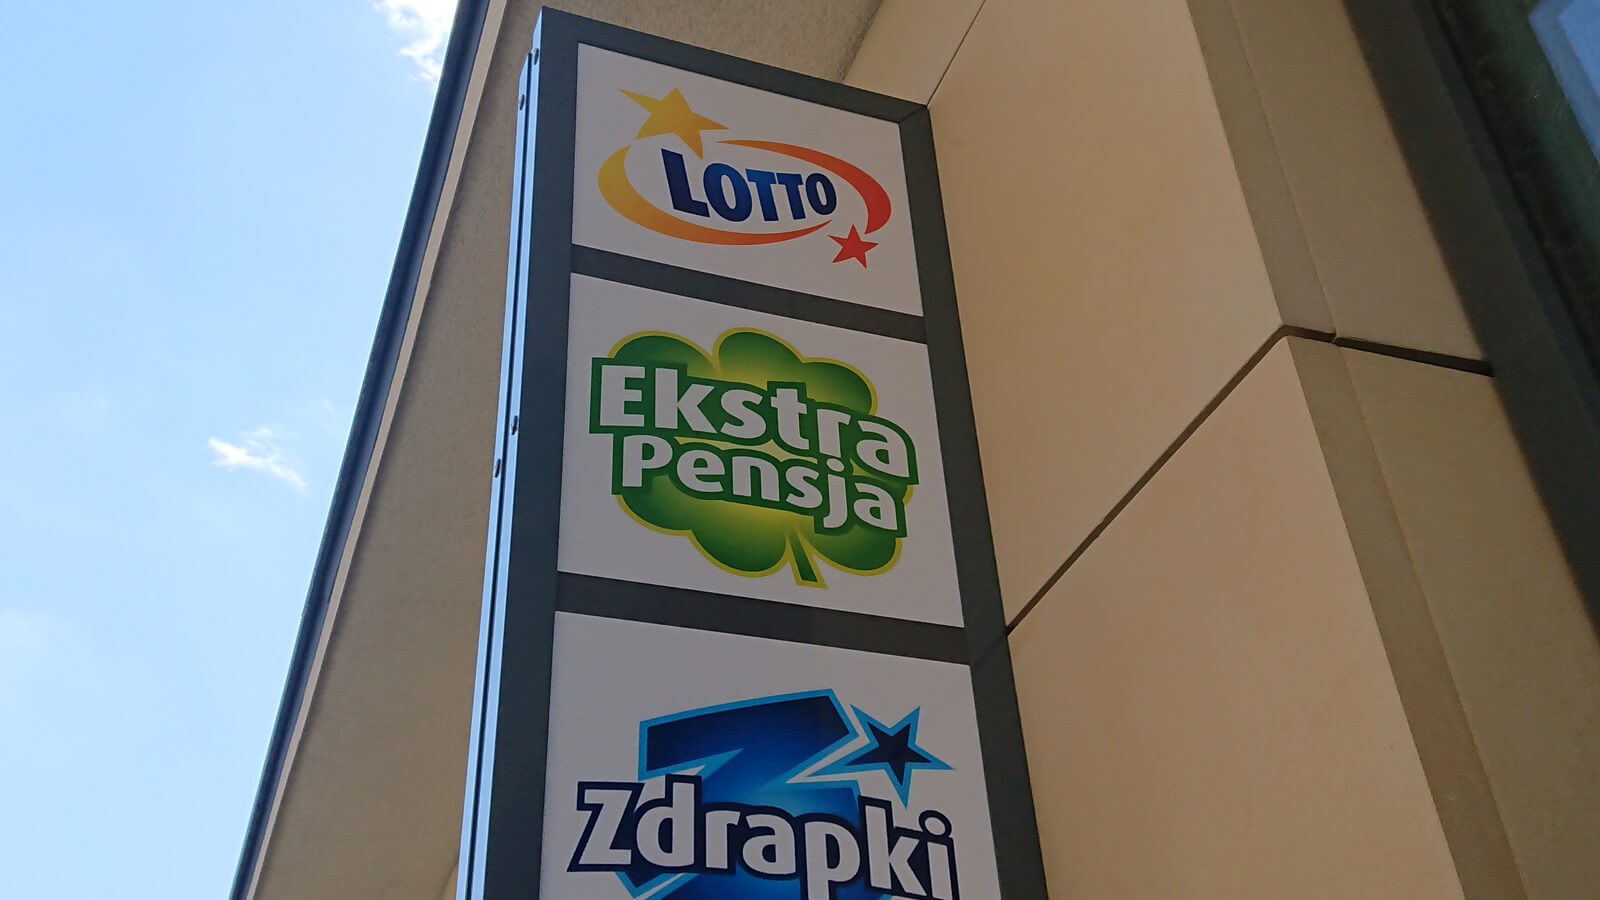 LOTTO
Ekstra
Pensja
Zdrapki